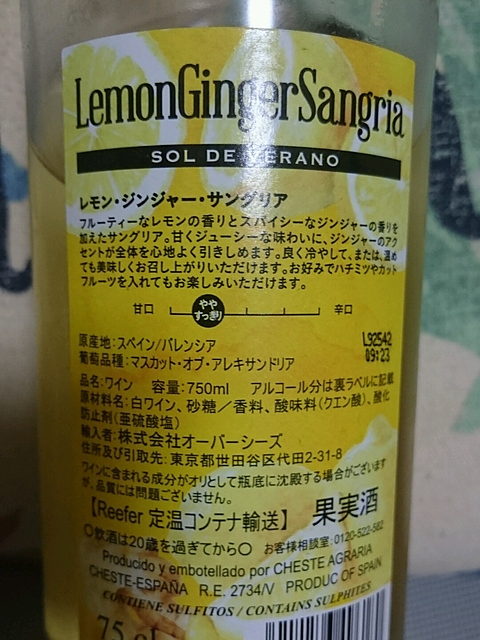 LemonGingerSangria
SOL DE VERANO
レモン・ジンジャー・サングリア
フルーティーなレモンの香りとスパイシーなジンジャーの香りを
加えたサングリア。甘くジューシーな味わいに、ジンジャーのアク
セントが全体を心地よく引きしめます。良く冷やして、または、温め
ても美味しくお召し上がりいただけます。お好みでハチミツやカット
フルーツを入れてもお楽しみいただけます。
甘口 やや すっきり 辛口
原産地:スペイン/バレンシア L92542
葡萄品種:マスカット・オブ・アレキサンドリア 09:23
品名:ワイン 容量:750ml アルコール分は裏ラベルに記載
原材料名:白ワイン、砂糖/香料、酸味料(クエン酸)、酸化
防止剤(亜硫酸塩)
輸入者:株式会社オーバーシーズ
住所及び引取先:東京都世田谷区代田2-31-8
ワインに含まれる成分がオリとして瓶底に沈殿する場合がございます
が、品質には問題ございません。
【Reefer 定温コンテナ輸送】 果実酒
〇飲酒は20歳を過ぎてから〇 お客様相談室:0120-522-582
Producido y embotellado por CHESTE AGRARIA
CHESTE-ESPAÑA R.E. 2734/V PRODUC OF SPAIN
CONTIENE SULFITOS / CONTAINS SULPHITES
75 cl